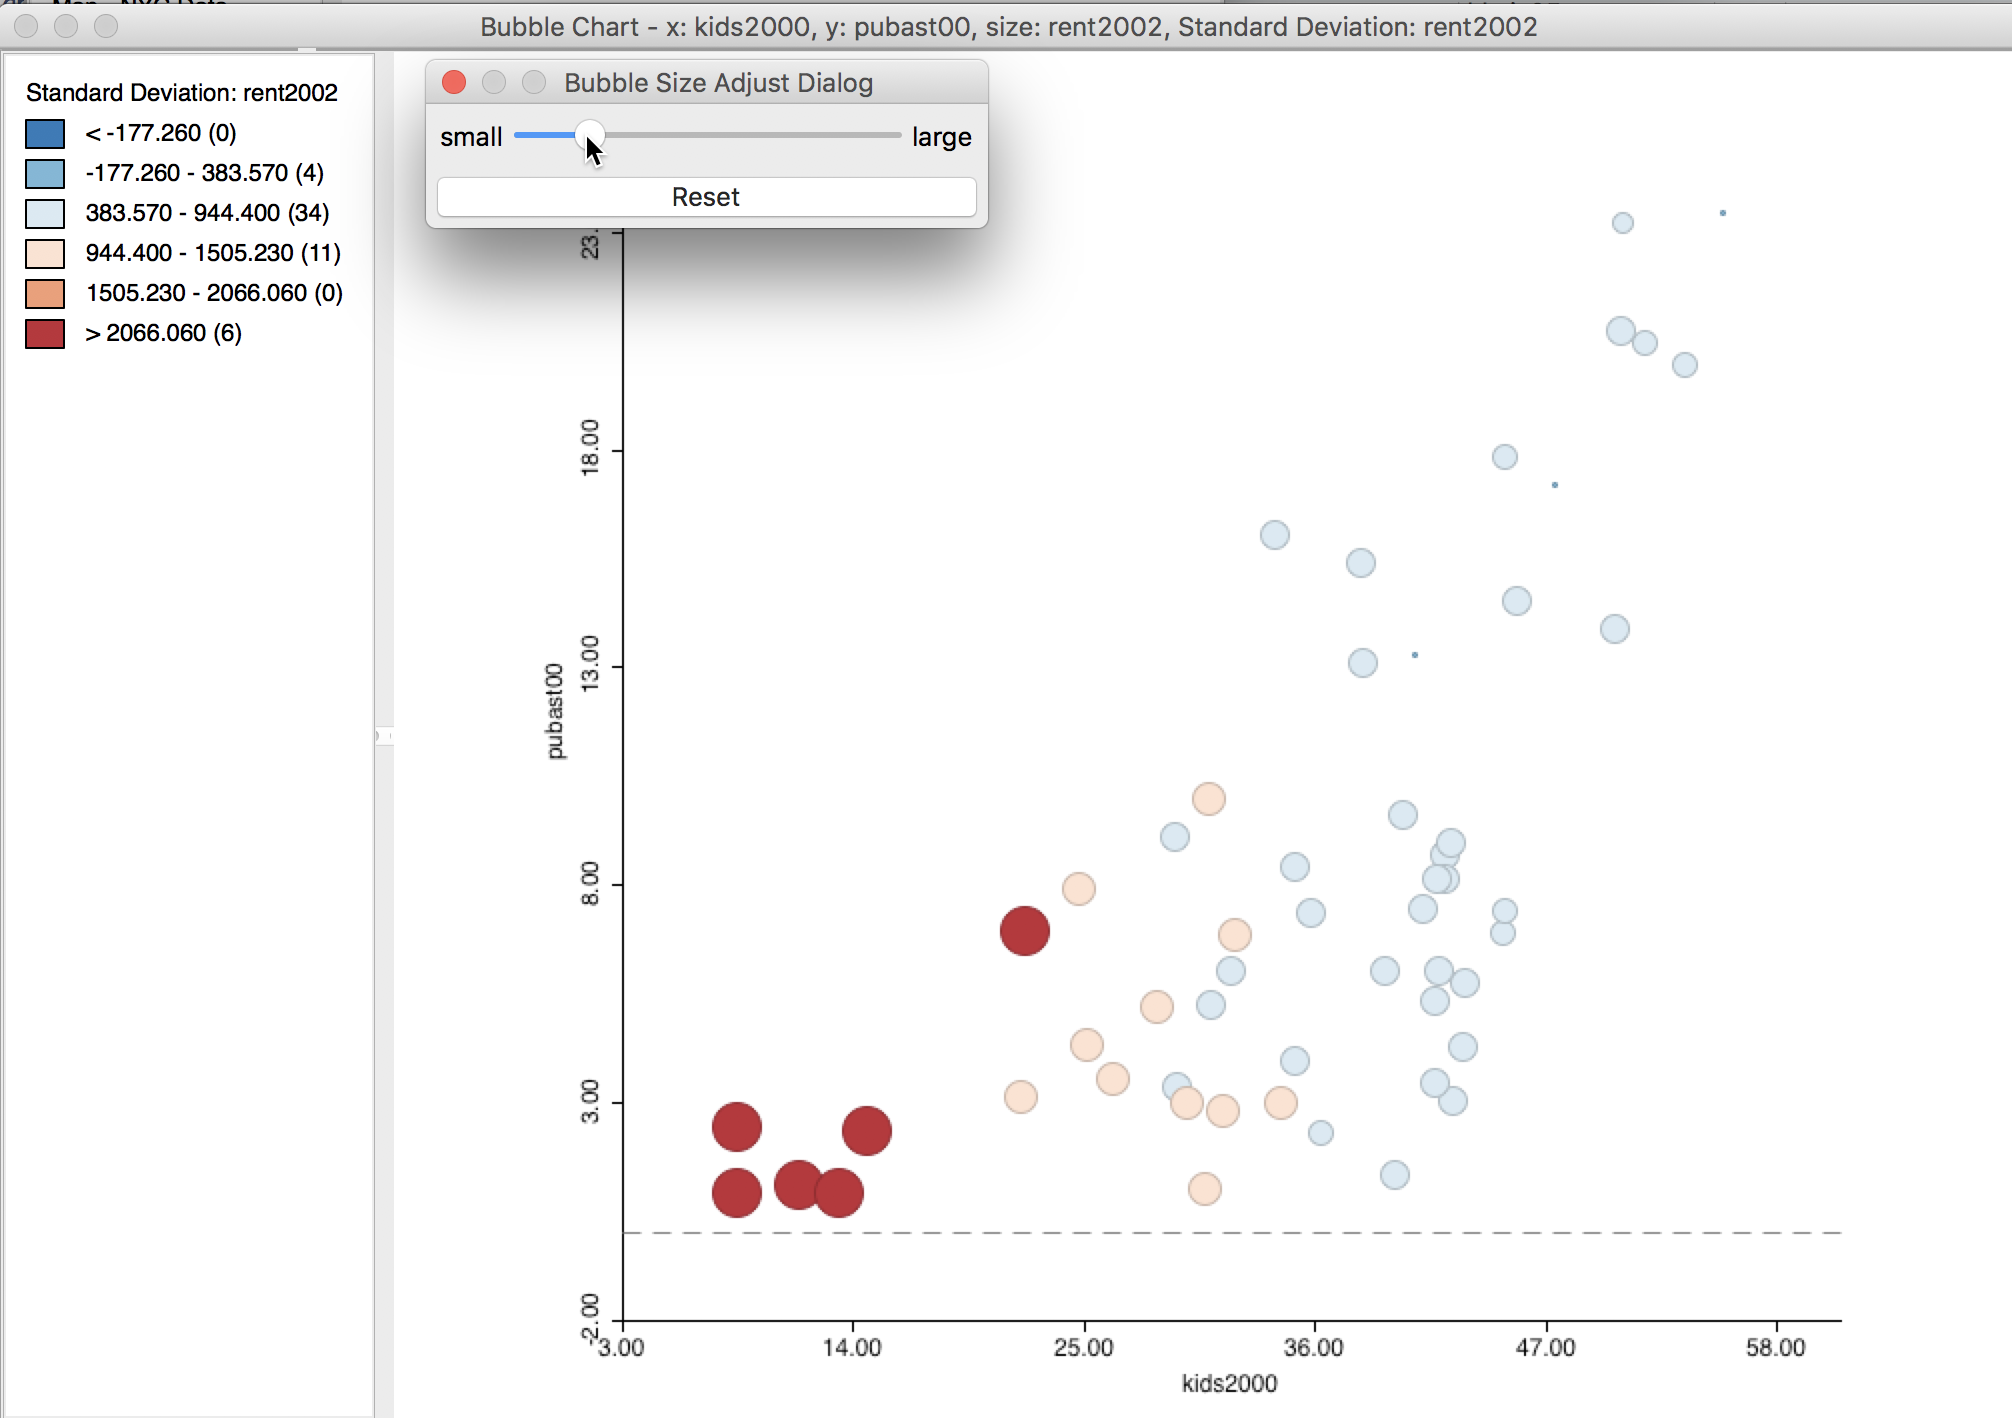 Bubble Chart - x: kids2000, y: pubast00, size: rent2002, Standard Deviation: rent2002
Standard Deviation: rent2002
< -177.260 (0)
-177.260 - 383.570 (4)
383.570 - 944.400 (34)
944.400 - 1505.230 (11)
1505.230 - 2066.060 (0)
> 2066.060 (6)
Bubble Size Adjust Dialog
small
large
Reset
23.
18.00
13.00
8.00
3.00
-2.00
pubast00
3.00
14.00
25.00
36.00
47.00
58.00
kids2000